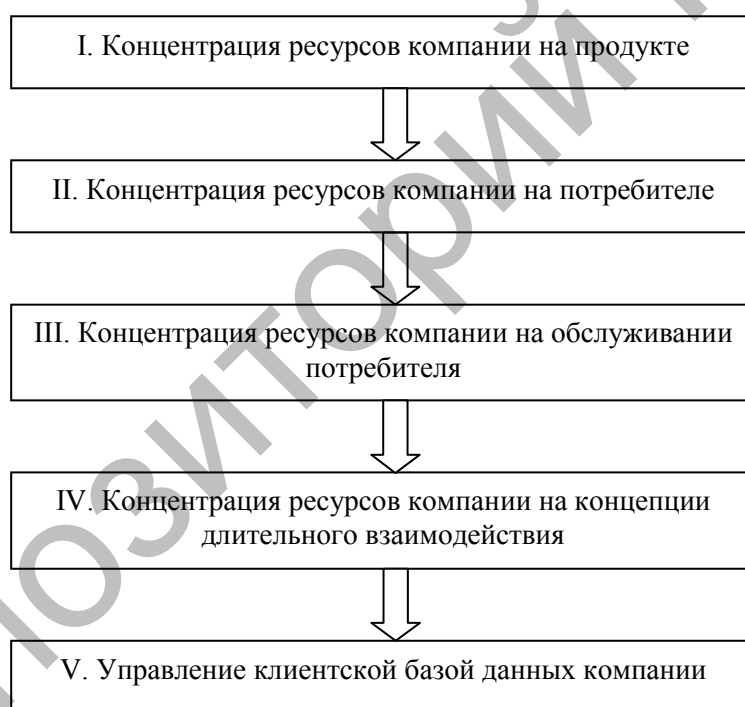 I. Концентрация ресурсов компании на продукте
II. Концентрация ресурсов компании на потребителе
III. Концентрация ресурсов компании на обслуживании
потребителя
IV. Концентрация ресурсов компании на концепции
длительного взаимодействия
V. Управление клиентской базой данных компании
позиторий